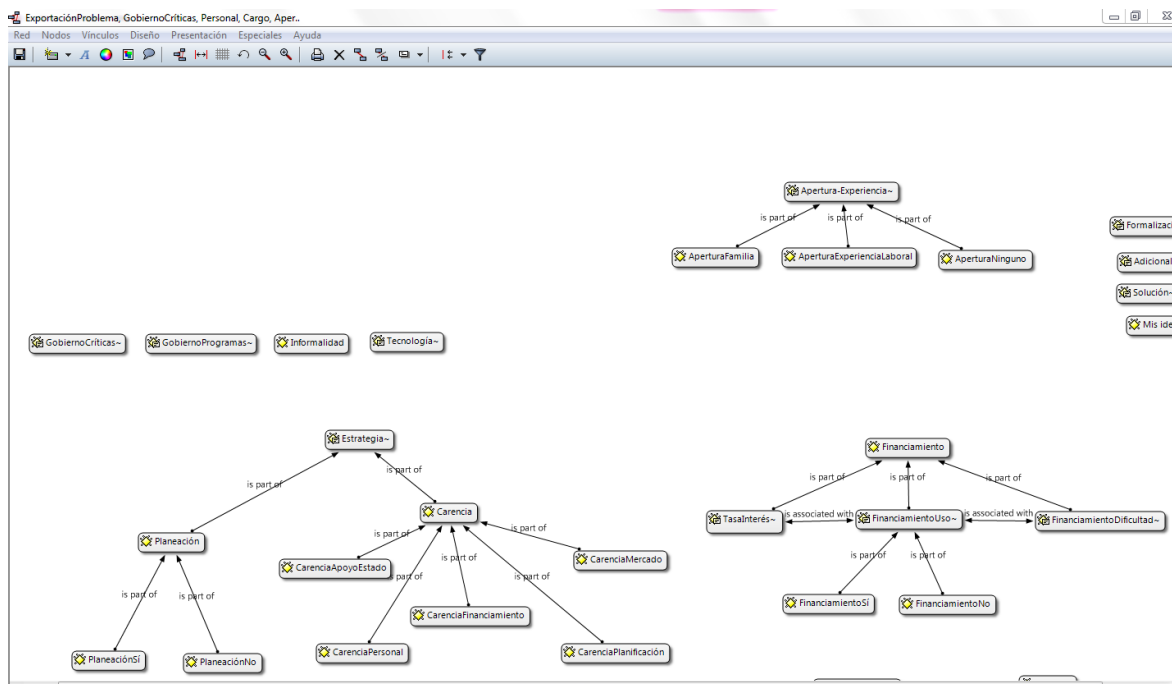 ExportaciónProblema, GobiernoCríticas, Personal, Cargo, Aper..
Red Nodos Vínculos Diseño Presentación Especiales Ayuda
Apertura-Experiencia~
is part of is part of is part of
AperturaFamilia AperturaExperienciaLaboral AperturaNinguno
Formalizaci
Adicional
Solución~
Mis ide
GobiernoCríticas~ GobiernoProgramas~ Informalidad Tecnología~
Estrategia~
is part of is part of
Carencia
Planeación
is part of is part of
CarenciaApoyoEstado CarenciaMercado
part of is part of is part of
is part of is part of
CarenciaFinanciamiento
PlaneaciónSí PlaneaciónNo CarenciaPersonal CarenciaPlanificación
Financiamiento
is part of is part of is part of
TasaInterés~ is associated with FinanciamientoUso~ is associated with FinanciamientoDificultad~
is part of is part of
FinanciamientoSí FinanciamientoNo